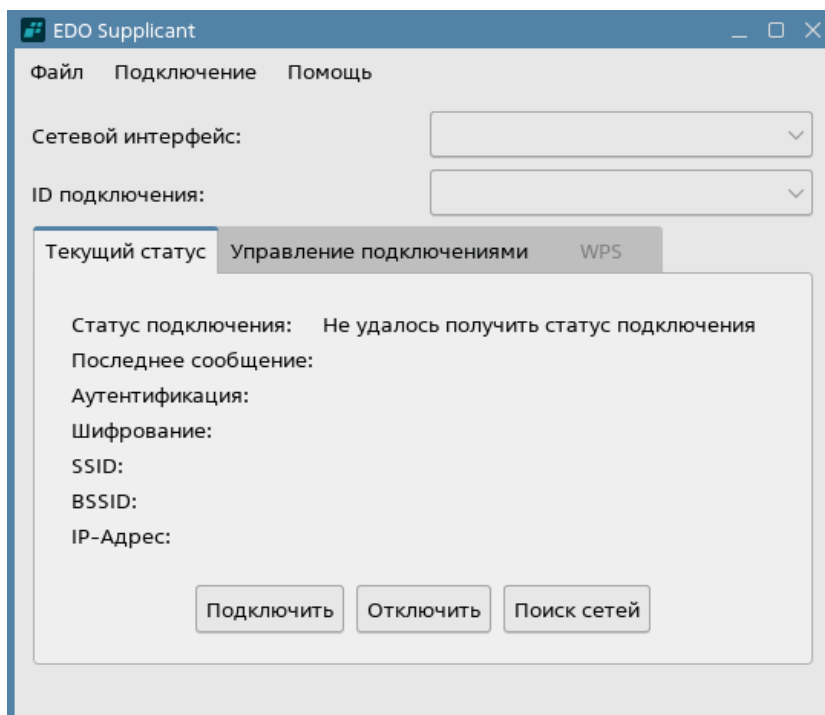 EDO Supplicant
Файл Подключение Помощь
Сетевой интерфейс:
ID подключения:
Текущий статус Управление подключениями WPS
Статус подключения: Не удалось получить статус подключения
Последнее сообщение:
Аутентификация:
Шифрование:
SSID:
BSSID:
IP-Адрес:
Подключить Отключить Поиск сетей